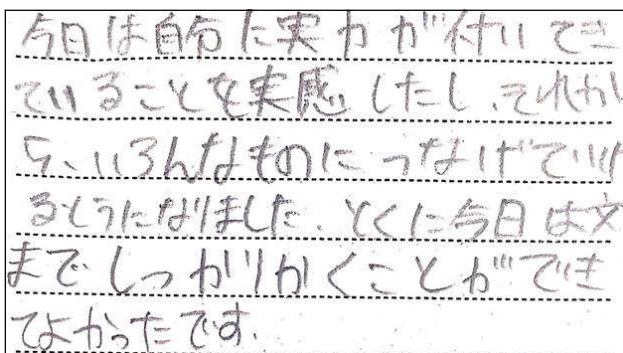 今日は自分に実力が付いてき
ていることを実感したし、それか
ら、いろんなものにつなげていけ
るようになりました。とくに今日は文
まで、しっかりかくことができ
てよかったです。